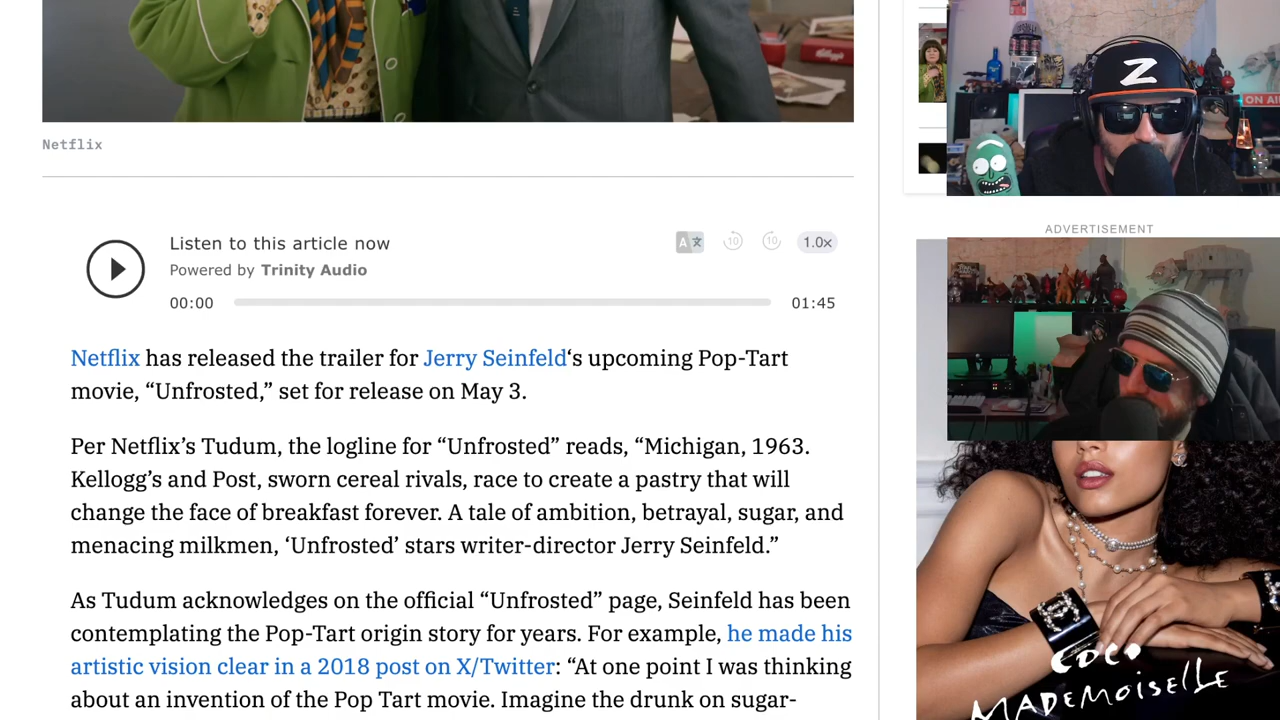 Netflix
Listen to this article now
Powered by Trinity Audio
A 文
10
10
1.0x
00:00
01:45
Netflix has released the trailer for Jerry Seinfeld‘s upcoming Pop-Tart
movie, “Unfrosted,” set for release on May 3.
Per Netflix’s Tudum, the logline for “Unfrosted” reads, “Michigan, 1963.
Kellogg’s and Post, sworn cereal rivals, race to create a pastry that will
change the face of breakfast forever. A tale of ambition, betrayal, sugar, and
menacing milkmen, ‘Unfrosted’ stars writer-director Jerry Seinfeld.”
As Tudum acknowledges on the official “Unfrosted” page, Seinfeld has been
contemplating the Pop-Tart origin story for years. For example, he made his
artistic vision clear in a 2018 post on X/Twitter: “At one point I was thinking
about an invention of the Pop Tart movie. Imagine the drunk on sugar-
Kellogg's
Z
ON AI
ADVERTISEMENT
COCO
MADEMOISELLE